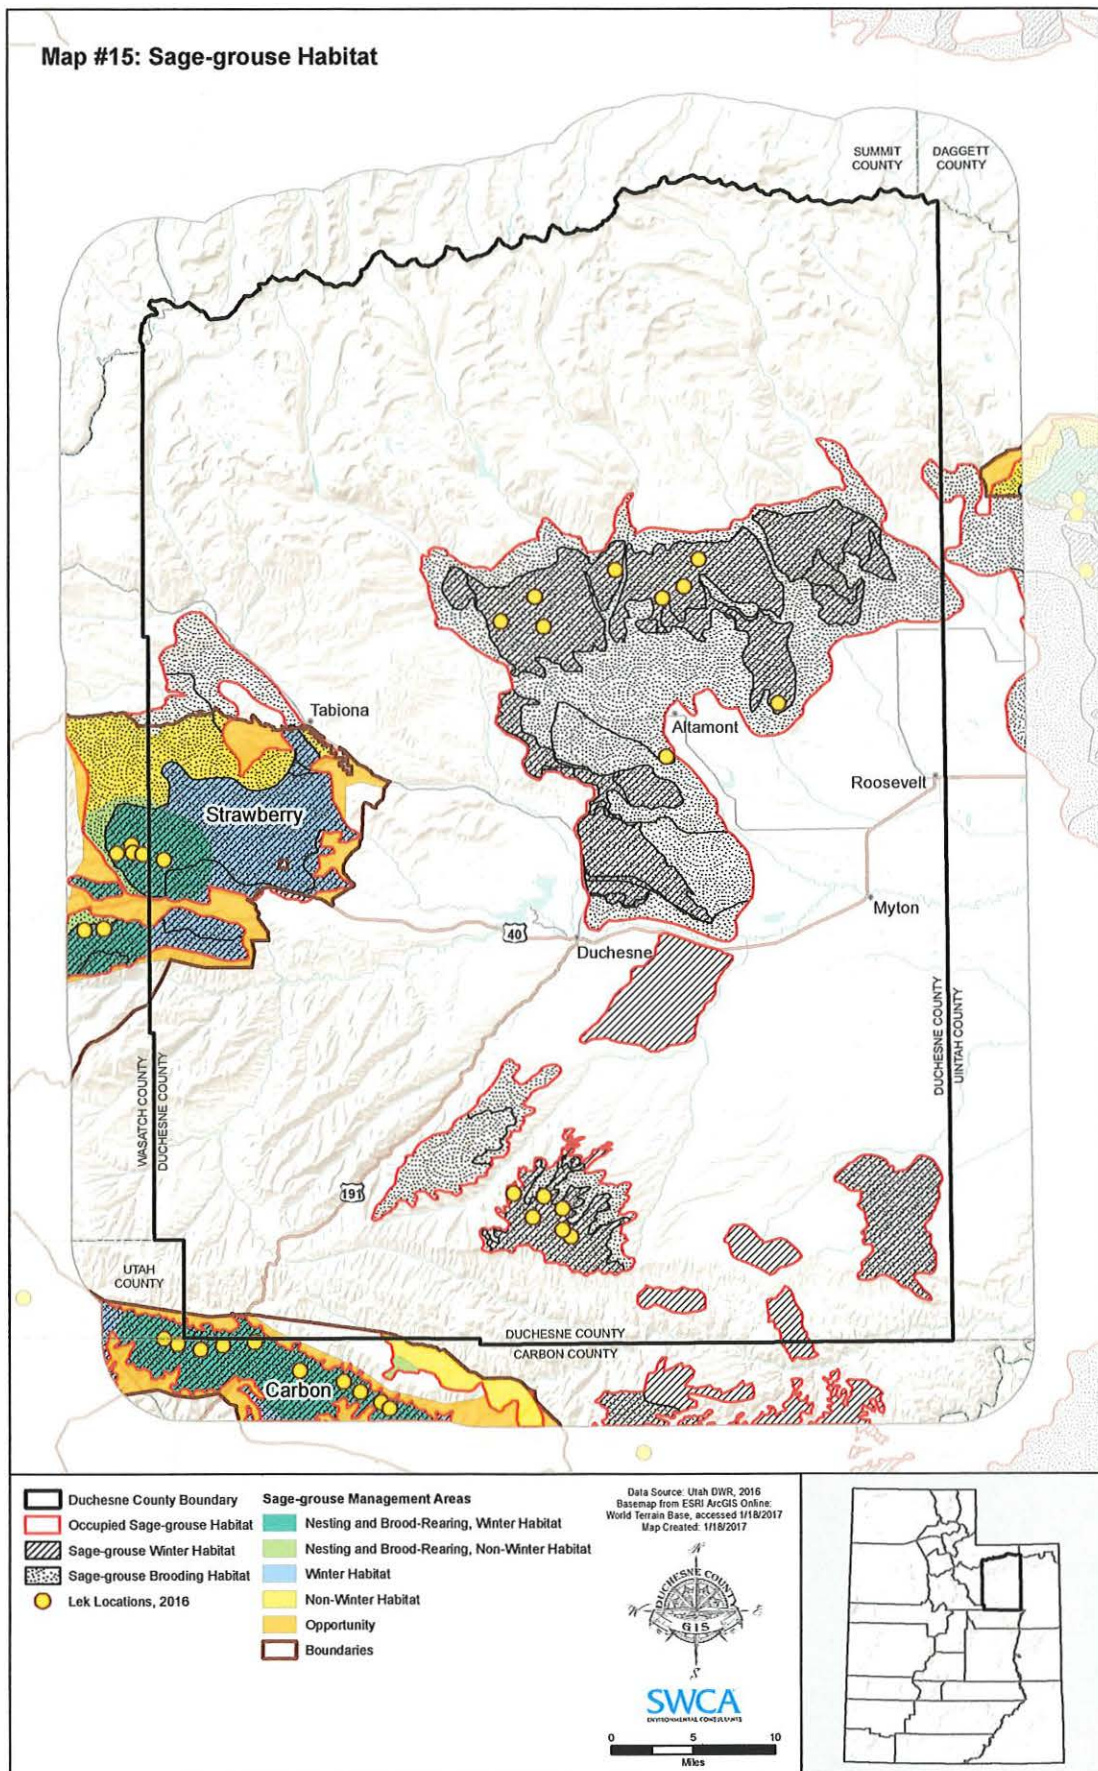 Map #15: Sage-grouse Habitat
SUMMIT
COUNTY
DAGGETT
COUNTY
Tabiona
Altamont
Strawberry
Roosevelt
Myton
40
Duchesne
DUCHESNE COUNTY
UINTAH COUNTY
WASATCH COUNTY
DUCHESNE COUNTY
191
UTAH
COUNTY
DUCHESNE COUNTY
CARBON COUNTY
Carbon
Duchesne County Boundary
Occupied Sage-grouse Habitat
Sage-grouse Winter Habitat
Sage-grouse Brooding Habitat
Lek Locations, 2016
Sage-grouse Management Areas
Nesting and Brood-Rearing, Winter Habitat
Nesting and Brood-Rearing, Non-Winter Habitat
Winter Habitat
Non-Winter Habitat
Opportunity
Boundaries
Data Source: Utah DWR, 2016
Basemap from ESRI ArcGIS Online:
World Terrain Base, accessed 1/18/2017
Map Created: 1/18/2017
N
DUCHESNE COUNTY
W
E
GIS
S
SWCA
ENVIRONMENTAL CONSULTANTS
0 5 10
Miles